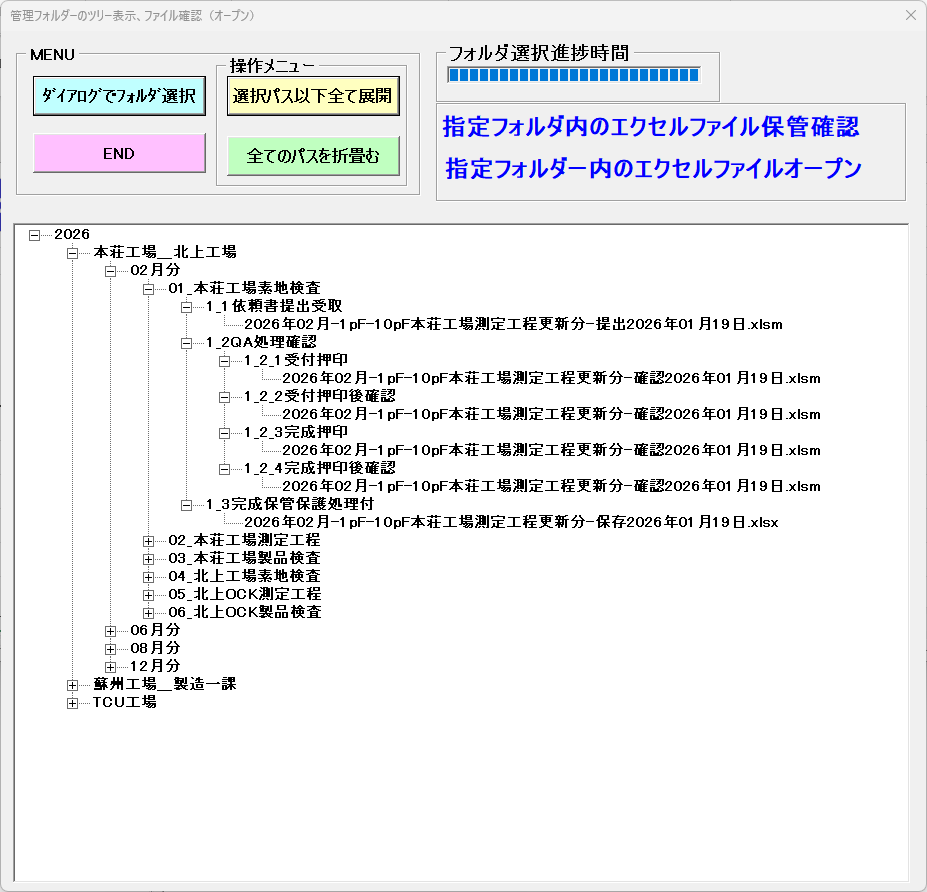 管理フォルダーのツリー表示、ファイル確認（オープン）
MENU
ﾀﾞｲｱﾛｸﾞでﾌｫﾙﾀﾞ選択
END
操作メニュー
選択パス以下全て展開
全てのパスを折畳む
フォルダ選択進捗時間
指定フォルダ内のエクセルファイル保管確認
指定フォルダー内のエクセルファイルオープン
2026
本荘工場__北上工場
02月分
01_本荘工場素地検査
1_1依頼書提出受取
2026年02月-1pF-10pF本荘工場測定工程更新分-提出2026年01月19日.xlsm
1_2QA処理確認
1_2_1受付押印
2026年02月-1pF-10pF本荘工場測定工程更新分-確認2026年01月19日.xlsm
1_2_2受付押印後確認
2026年02月-1pF-10pF本荘工場測定工程更新分-確認2026年01月19日.xlsm
1_2_3完成押印
2026年02月-1pF-10pF本荘工場測定工程更新分-確認2026年01月19日.xlsm
1_2_4完成押印後確認
2026年02月-1pF-10pF本荘工場測定工程更新分-確認2026年01月19日.xlsm
1_3完成保管保護処理付
2026年02月-1pF-10pF本荘工場測定工程更新分-保存2026年01月19日.xlsx
02_本荘工場測定工程
03_本荘工場製品検査
04_北上工場素地検査
05_北上OCK測定工程
06_北上OCK製品検査
06月分
08月分
12月分
蘇州工場__製造一課
TCU工場